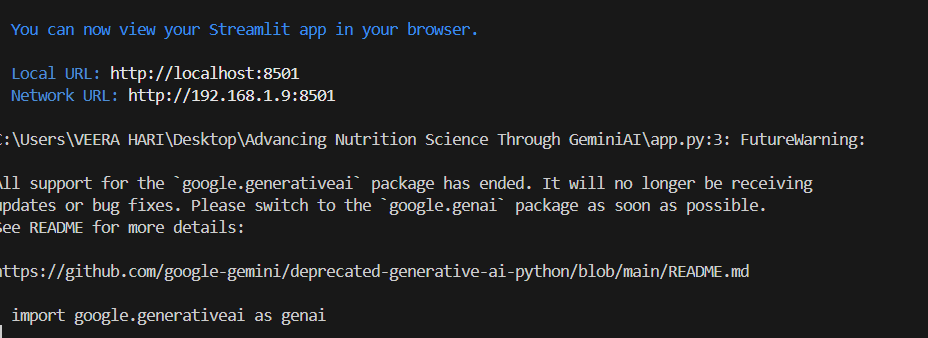 You can now view your Streamlit app in your browser.
Local URL: http://localhost:8501
Network URL: http://192.168.1.9:8501
C:\Users\VEERA HARI\Desktop\Advancing Nutrition Science Through GeminiAI\app.py:3: FutureWarning:
All support for the `google.generativeai` package has ended. It will no longer be receiving
updates or bug fixes. Please switch to the `google.genai` package as soon as possible.
See README for more details:
https://github.com/google-gemini/deprecated-generative-ai-python/blob/main/README.md
import google.generativeai as genai